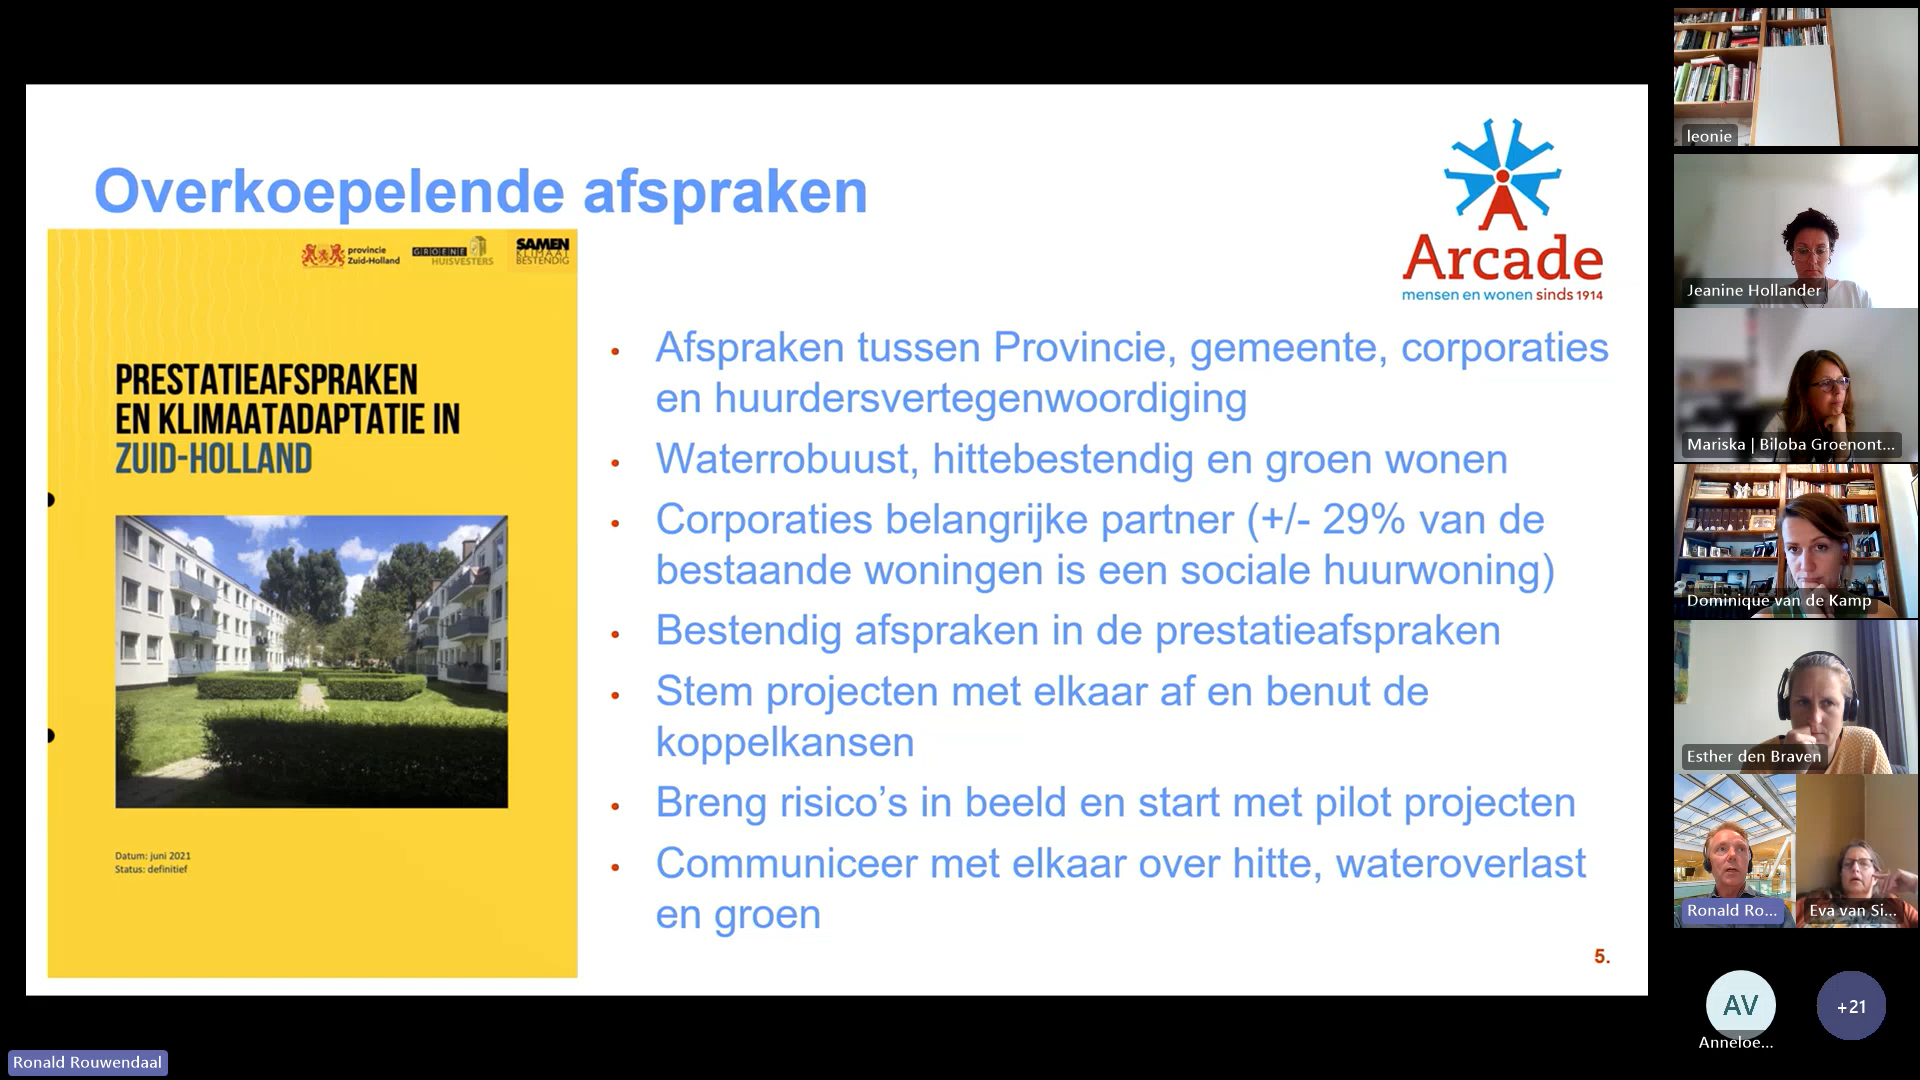 Overkoepelende afspraken
Arcade
mensen en wonen sinds 1914
provincie
Zuid-Holland
GROENE
HUISVESTERS
SAMEN
KLIMAAT
BESTENDIG
PRESTATIEAFSPRAKEN
EN KLIMAATADAPTATIE IN
ZUID-HOLLAND
Datum: juni 2021
Status: definitief
• Afspraken tussen Provincie, gemeente, corporaties
en huurdersvertegenwoordiging
• Waterrobuust, hittebestendig en groen wonen
• Corporaties belangrijke partner (+/- 29% van de
bestaande woningen is een sociale huurwoning)
• Bestendig afspraken in de prestatieafspraken
• Stem projecten met elkaar af en benut de
koppelkansen
• Breng risico’s in beeld en start met pilot projecten
• Communiceer met elkaar over hitte, wateroverlast
en groen
5.
leonie
Jeanine Hollander
Mariska | Biloba Groenont...
Dominique van de Kamp
Esther den Braven
Ronald Ro...
Eva van Si...
AV
Anneloe...
+21
Ronald Rouwendaal